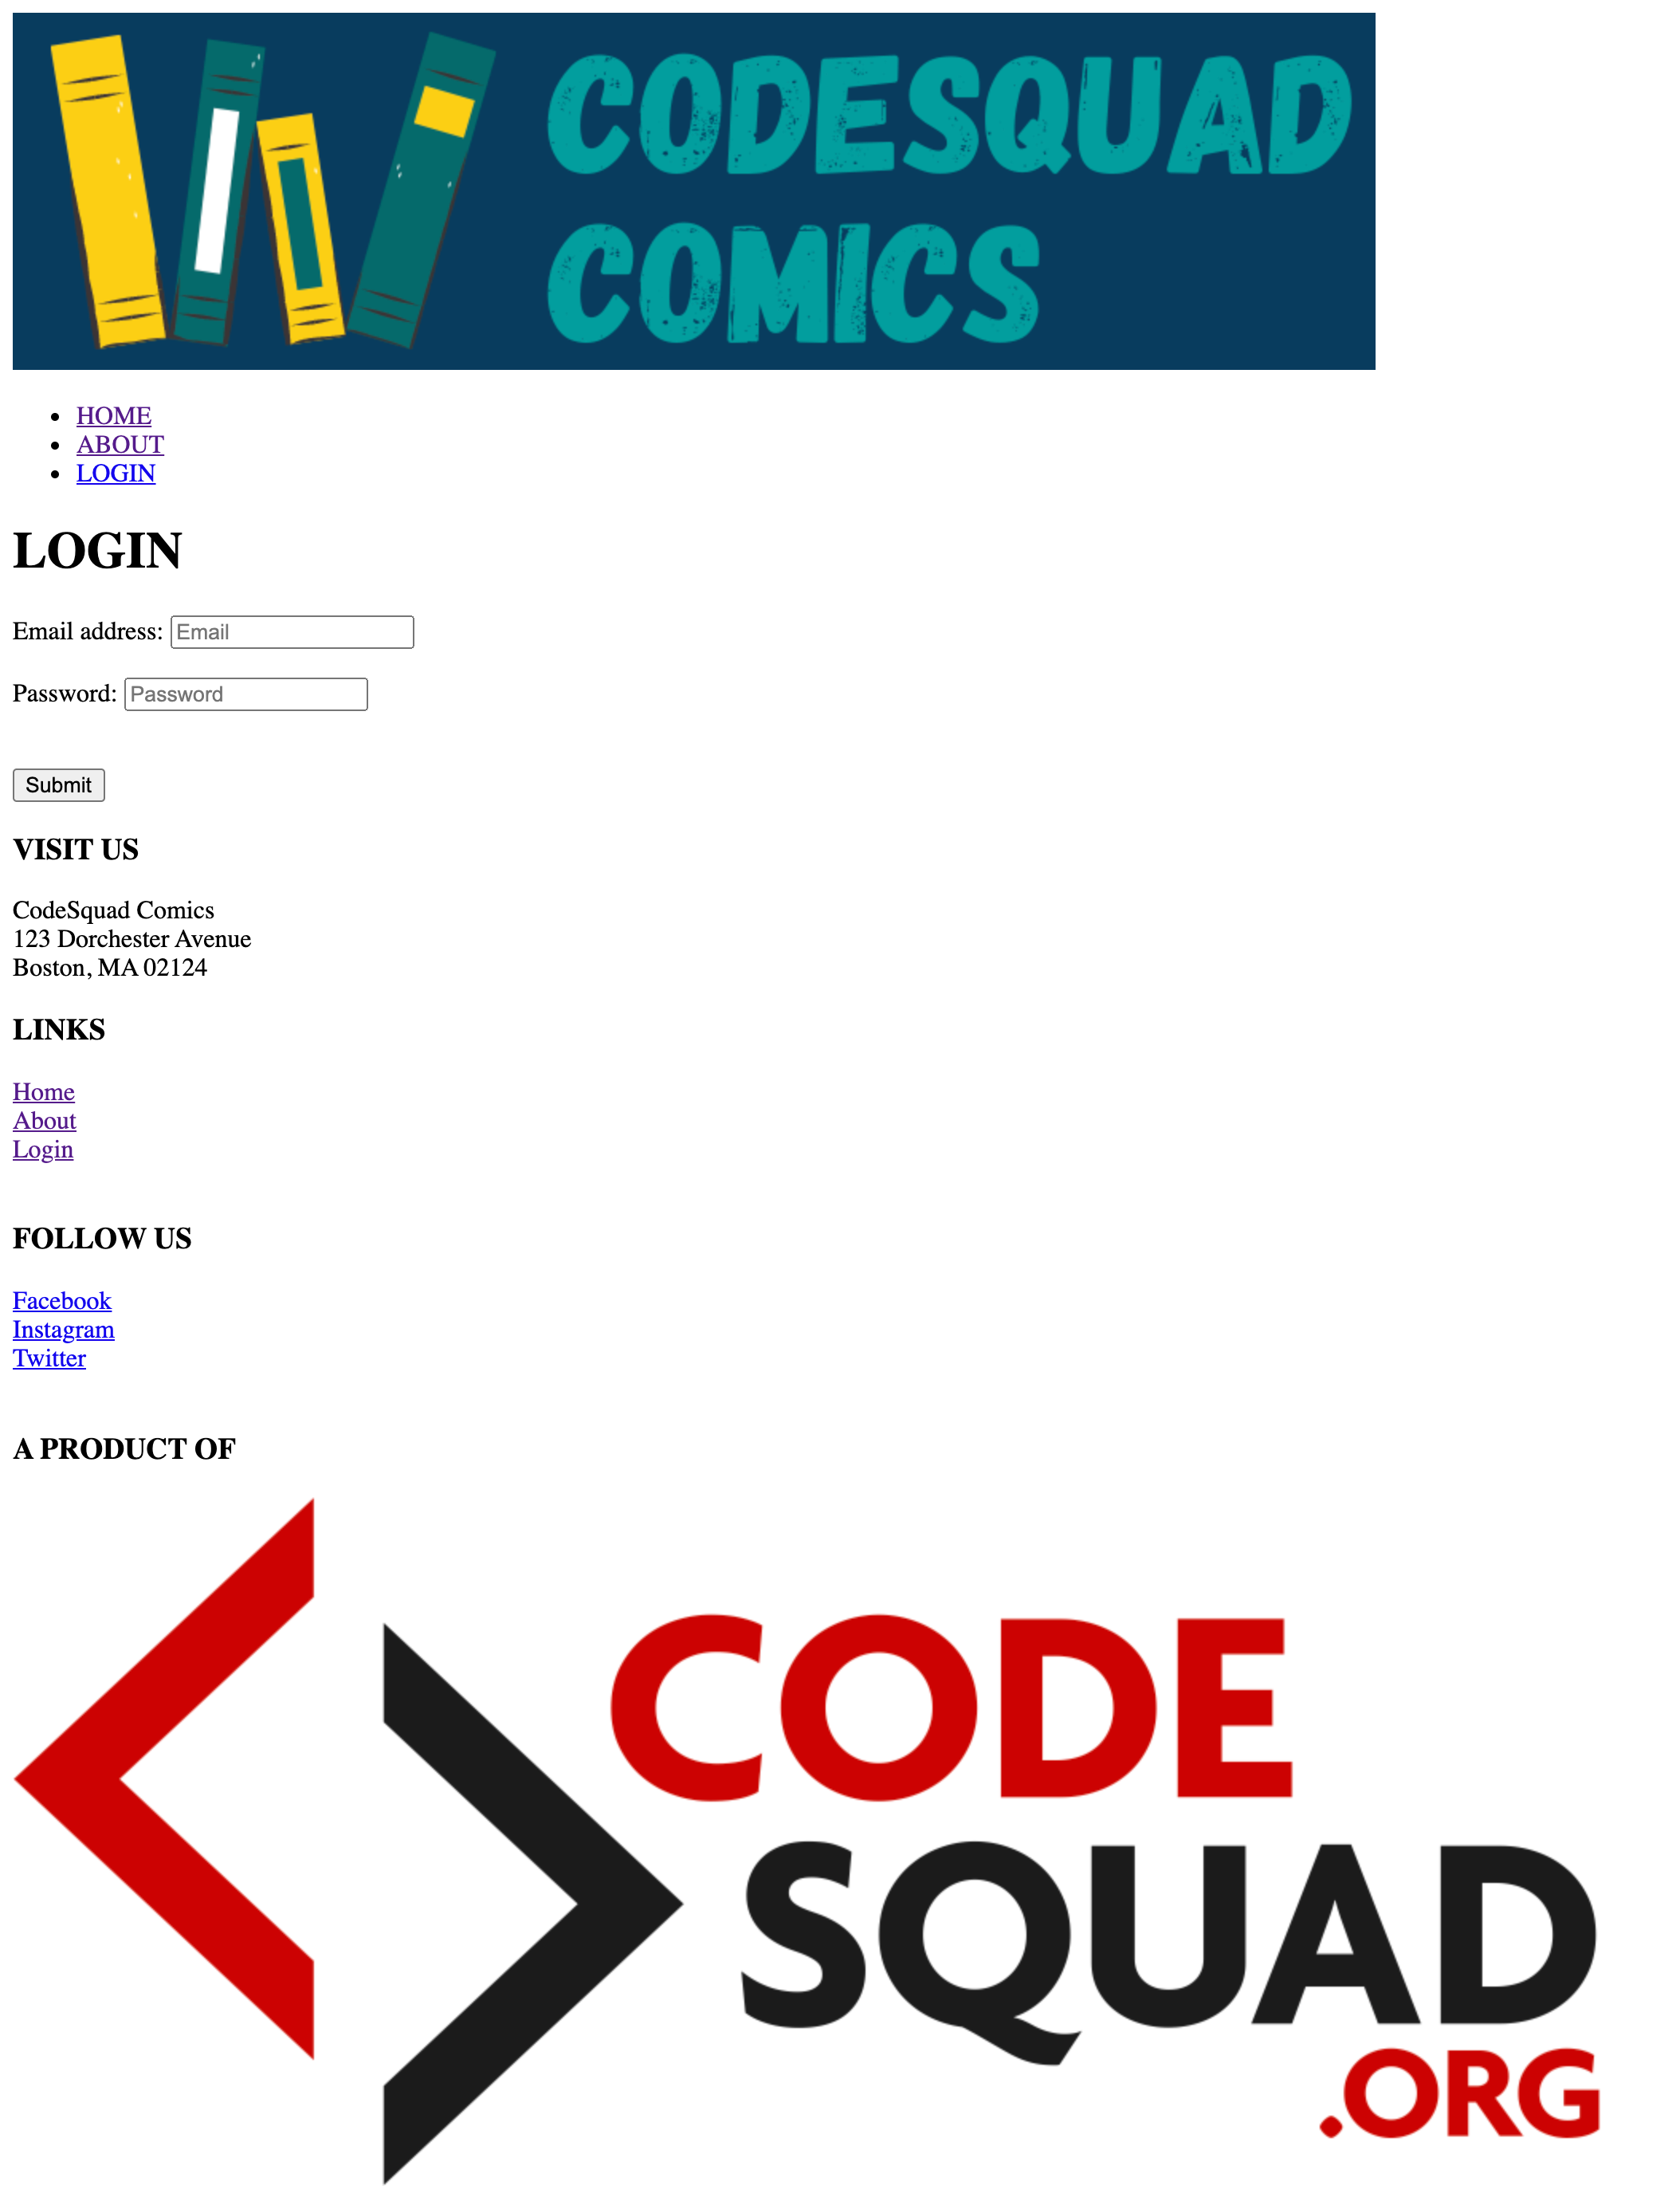 CODESQUAD
COMICS
HOME
ABOUT
LOGIN
LOGIN
Email address: Email
Password: Password
Submit
VISIT US
CodeSquad Comics
123 Dorchester Avenue
Boston, MA 02124
LINKS
Home
About
Login
FOLLOW US
Facebook
Instagram
Twitter
A PRODUCT OF
CODE
SQUAD
.ORG